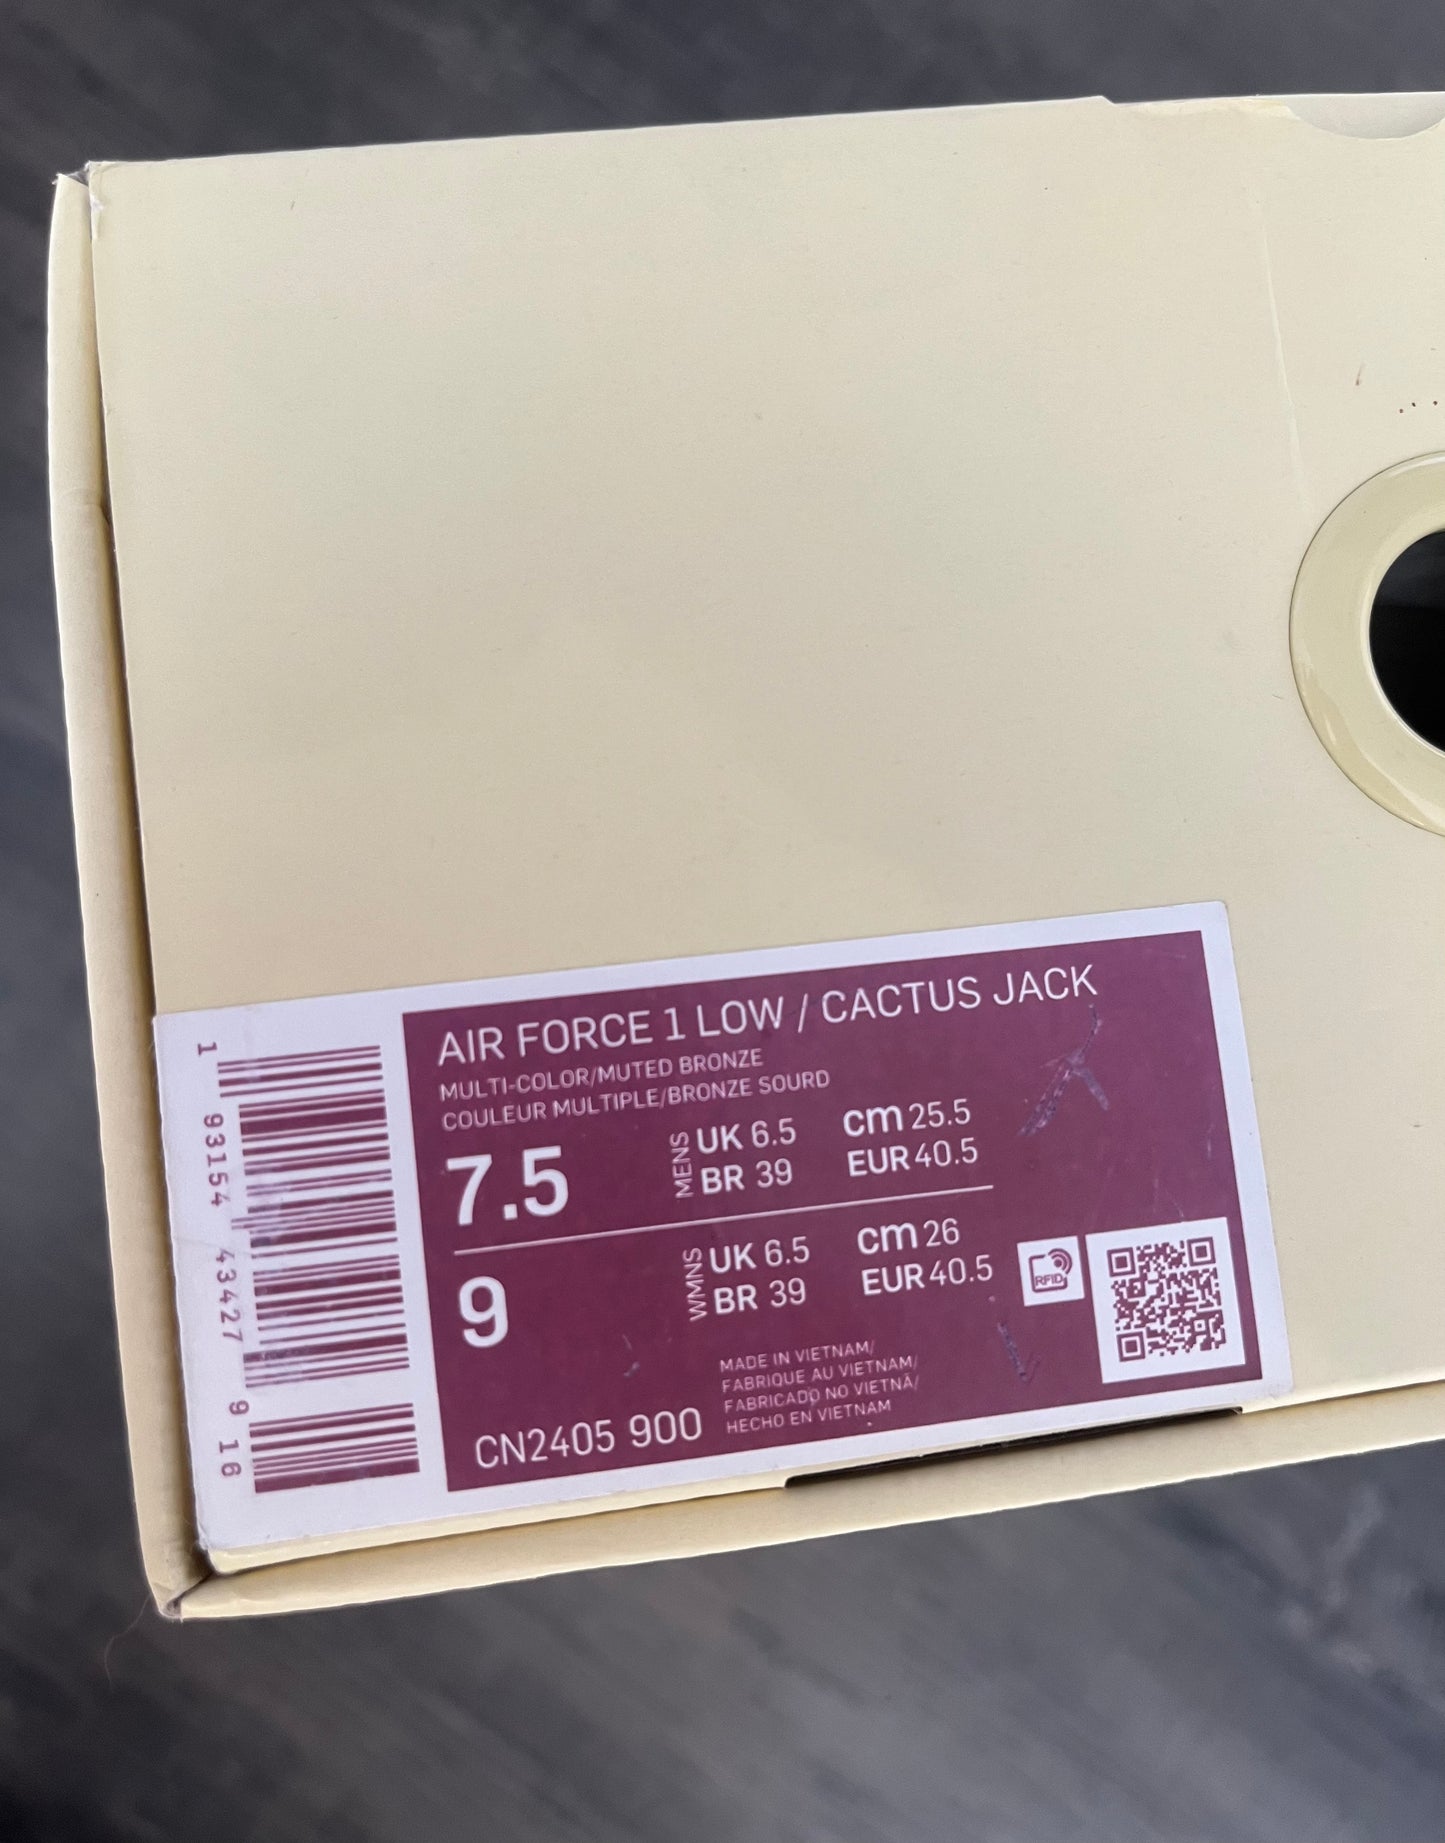 AIR FORCE 1 LOW / CACTUS JACK
MULTI-COLOR/MUTED BRONZE
COULEUR MULTIPLE/BRONZE SOURD
7.5
MENS
UK 6.5
BR 39
cm 25.5
EUR 40.5
9
WMNS
UK 6.5
BR 39
cm 26
EUR 40.5
RFID
MADE IN VIETNAM/
FABRIQUE AU VIETNAM/
FABRICADO NO VIETNÃ/
HECHO EN VIETNAM
CN2405 900
1 93154 43427 9 16